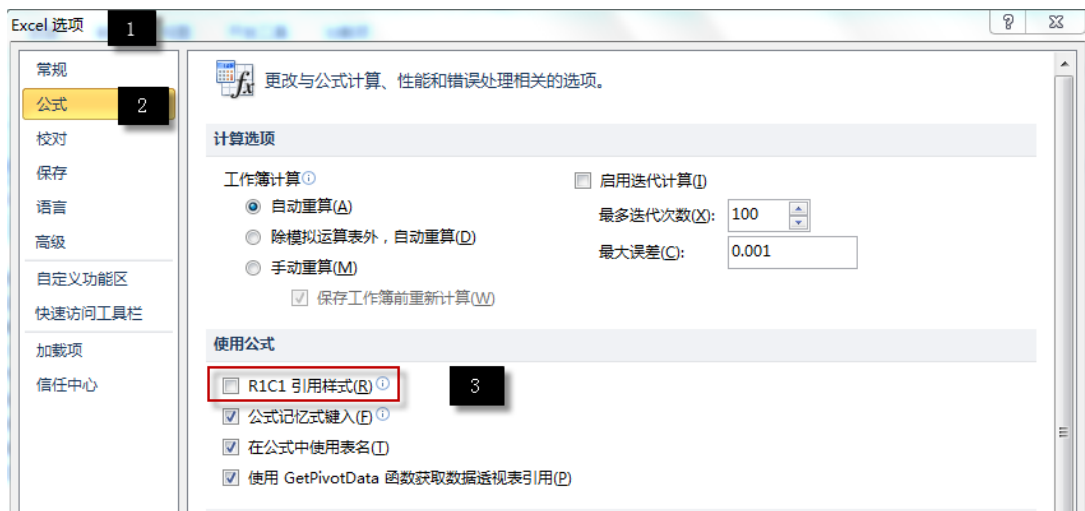 Excel 选项
1
常规
公式
2
校对
保存
语言
高级
自定义功能区
快速访问工具栏
加载项
信任中心
更改与公式计算、性能和错误处理相关的选项。
计算选项
工作簿计算
自动重算(A)
除模拟运算表外，自动重算(D)
手动重算(M)
保存工作簿前重新计算(W)
启用迭代计算(I)
最多迭代次数(X): 100
最大误差(C): 0.001
使用公式
R1C1 引用样式(R)
3
公式记忆式键入(F)
在公式中使用表名(T)
使用 GetPivotData 函数获取数据透视表引用(P)